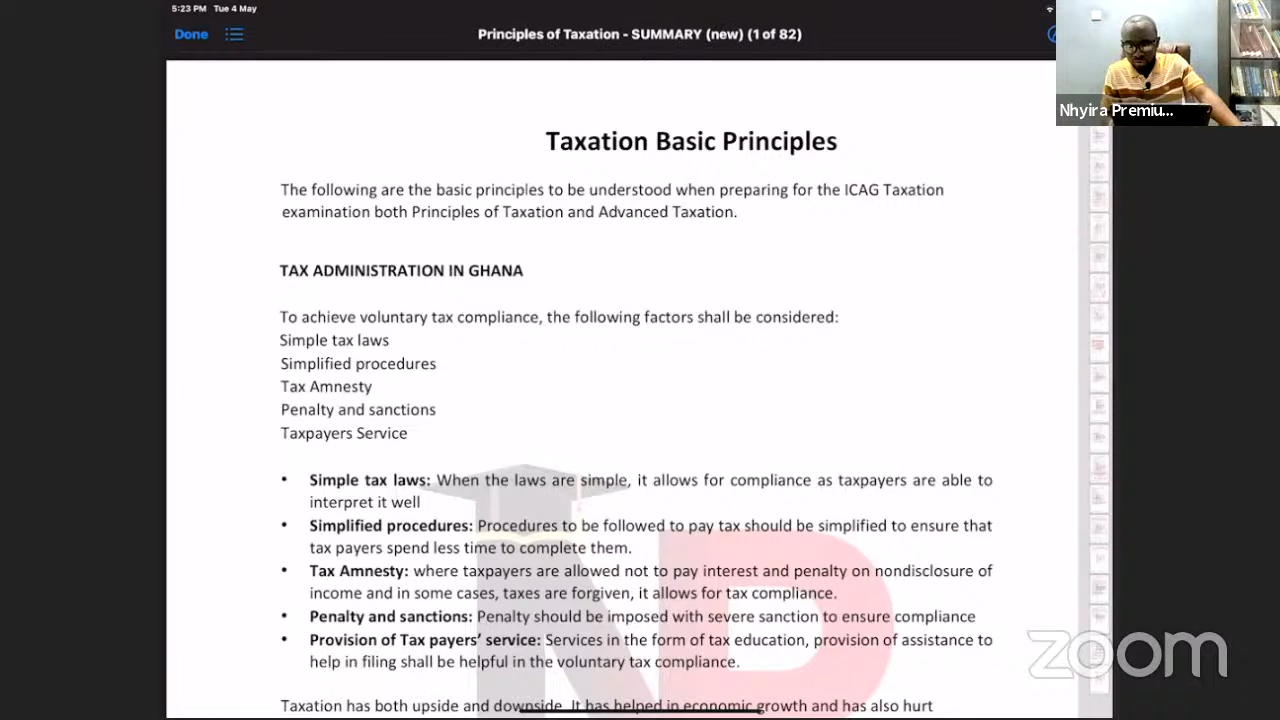 5:23 PM Tue 4 May
Done
Principles of Taxation - SUMMARY (new) (1 of 82)
Nhyira Premiu...
Taxation Basic Principles
The following are the basic principles to be understood when preparing for the ICAG Taxation
examination both Principles of Taxation and Advanced Taxation.
TAX ADMINISTRATION IN GHANA
To achieve voluntary tax compliance, the following factors shall be considered:
Simple tax laws
Simplified procedures
Tax Amnesty
Penalty and sanctions
Taxpayers Service
• Simple tax laws: When the laws are simple, it allows for compliance as taxpayers are able to
interpret it well
• Simplified procedures: Procedures to be followed to pay tax should be simplified to ensure that
tax payers spend less time to complete them.
• Tax Amnesty: where taxpayers are allowed not to pay interest and penalty on nondisclosure of
income and in some cases, taxes are forgiven, it allows for tax compliance.
• Penalty and sanctions: Penalty should be imposed with severe sanction to ensure compliance
• Provision of Tax payers' service: Services in the form of tax education, provision of assistance to
help in filing shall be helpful in the voluntary tax compliance.
Taxation has both upside and downside. It has helped in economic growth and has also hurt
zoom